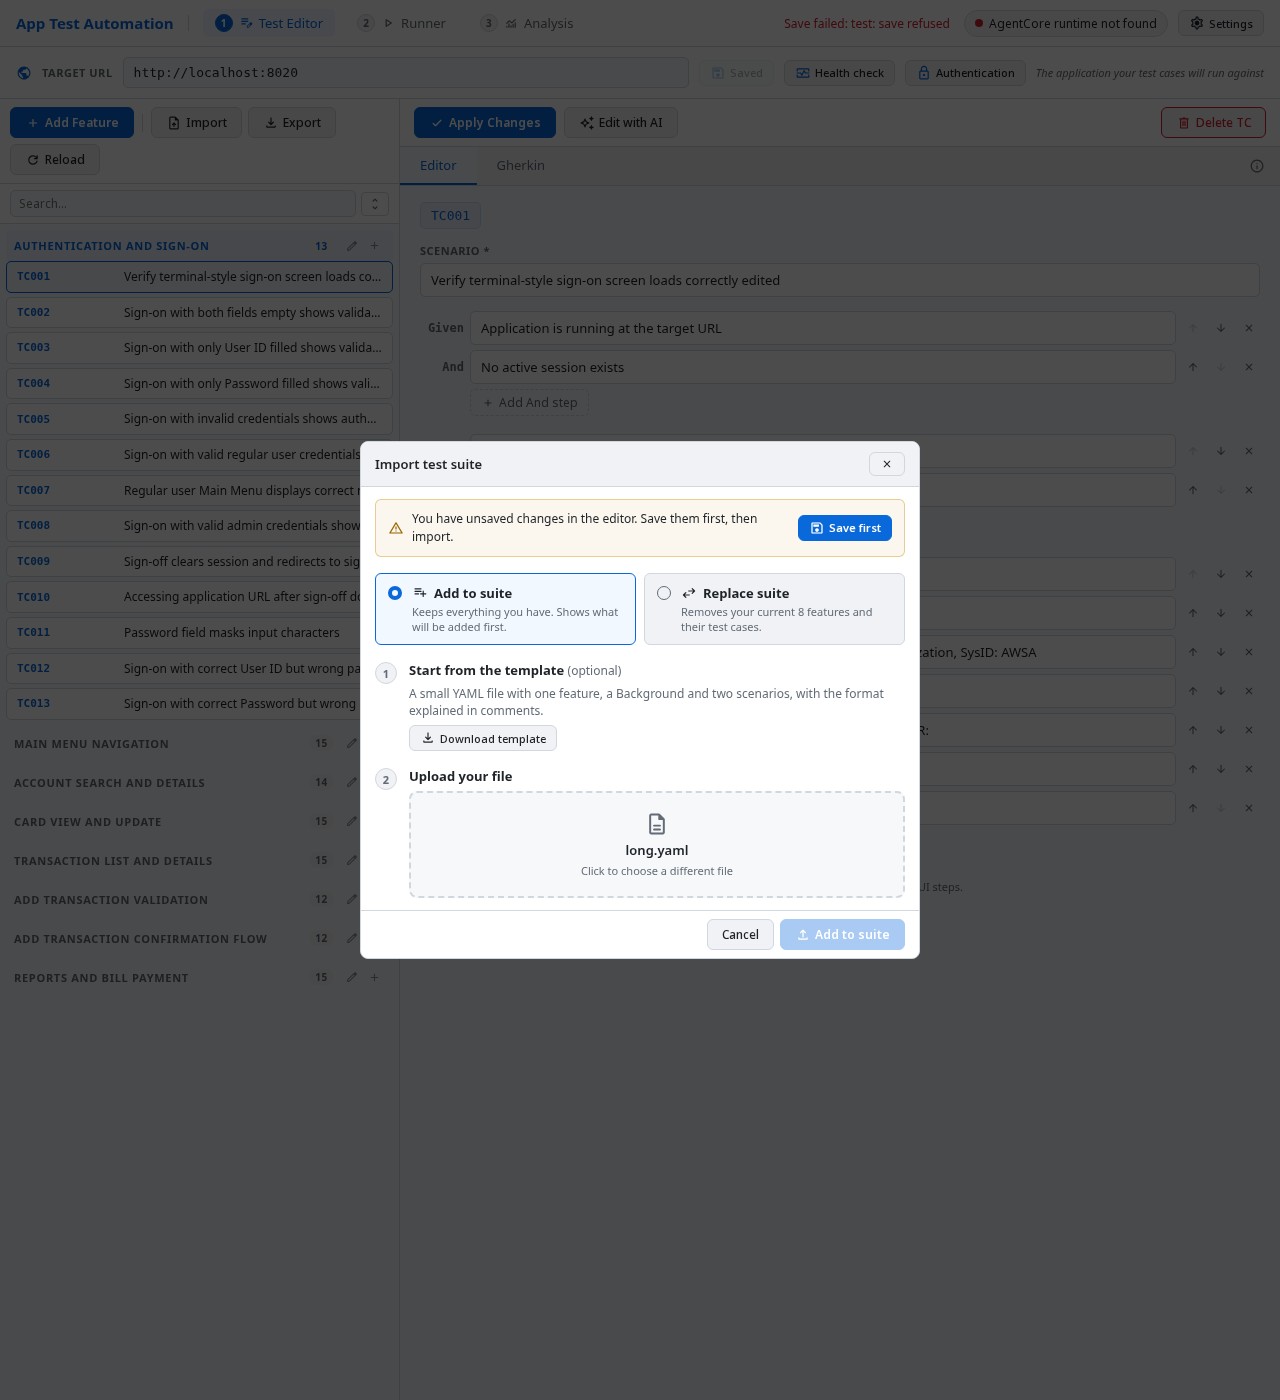 App Test Automation
1 Test Editor
2 Runner
3 Analysis
Save failed: test: save refused
AgentCore runtime not found
Settings
TARGET URL
http://localhost:8020
Saved
Health check
Authentication
The application your test cases will run against
Add Feature
Import
Export
Reload
Apply Changes
Edit with AI
Delete TC
Editor
Gherkin
Search...
AUTHENTICATION AND SIGN-ON 13
TC001 Verify terminal-style sign-on screen loads co...
TC002 Sign-on with both fields empty shows valida...
TC003 Sign-on with only User ID filled shows valida...
TC004 Sign-on with only Password filled shows vali...
TC005 Sign-on with invalid credentials shows auth...
TC006 Sign-on with valid regular user credentials
TC007 Regular user Main Menu displays correct
TC008 Sign-on with valid admin credentials show
TC009 Sign-off clears session and redirects to
TC010 Accessing application URL after sign-off
TC011 Password field masks input characters
TC012 Sign-on with correct User ID but wrong
TC013 Sign-on with correct Password but wrong
MAIN MENU NAVIGATION 15
ACCOUNT SEARCH AND DETAILS 14
CARD VIEW AND UPDATE 15
TRANSACTION LIST AND DETAILS 15
ADD TRANSACTION VALIDATION 12
ADD TRANSACTION CONFIRMATION FLOW 12
REPORTS AND BILL PAYMENT 15
TC001
SCENARIO *
Verify terminal-style sign-on screen loads correctly edited
Given Application is running at the target URL
And No active session exists
Add And step
SysID: AWSA
UI steps.
Import test suite
You have unsaved changes in the editor. Save them first, then
import.
Save first
Add to suite
Keeps everything you have. Shows what
will be added first.
Replace suite
Removes your current 8 features and
their test cases.
1 Start from the template (optional)
A small YAML file with one feature, a Background and two scenarios, with the format
explained in comments.
Download template
2 Upload your file
long.yaml
Click to choose a different file
Cancel
Add to suite